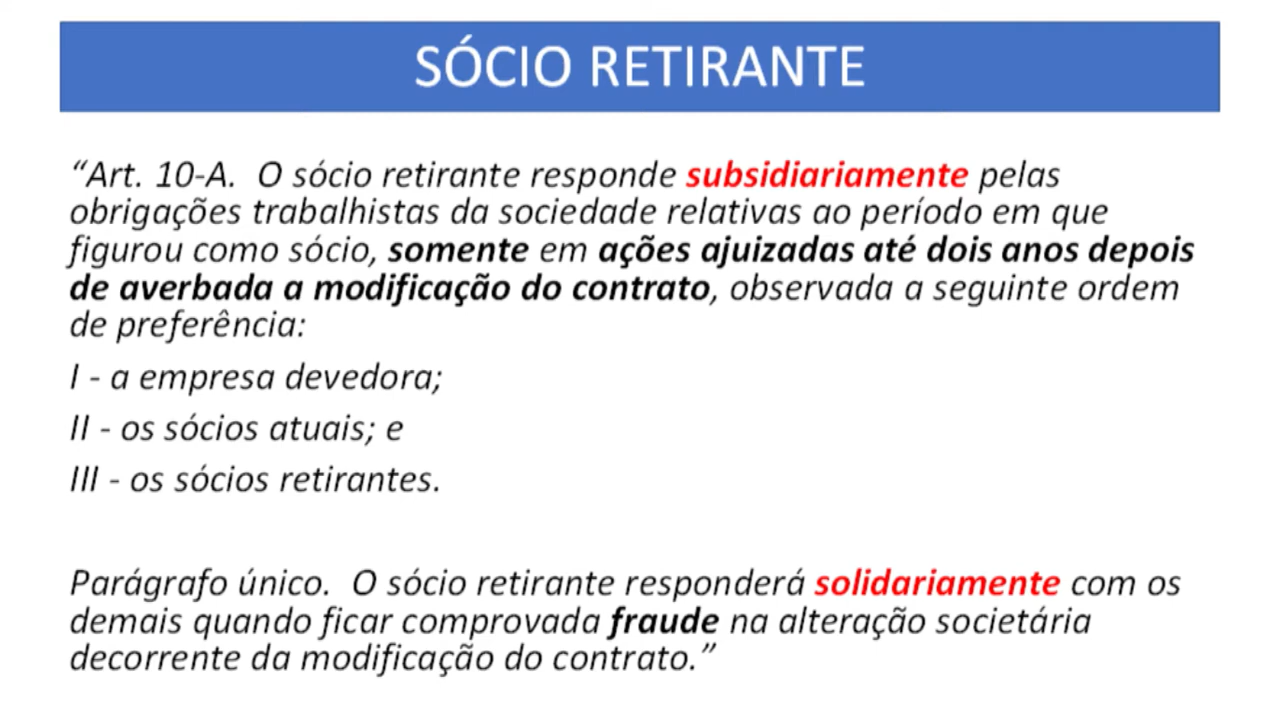 SÓCIO RETIRANTE
“Art. 10-A.  O sócio retirante responde subsidiariamente pelas
obrigações trabalhistas da sociedade relativas ao período em que
figurou como sócio, somente em ações ajuizadas até dois anos depois
de averbada a modificação do contrato, observada a seguinte ordem
de preferência:
I - a empresa devedora;
II - os sócios atuais; e
III - os sócios retirantes.
Parágrafo único.  O sócio retirante responderá solidariamente com os
demais quando ficar comprovada fraude na alteração societária
decorrente da modificação do contrato.”